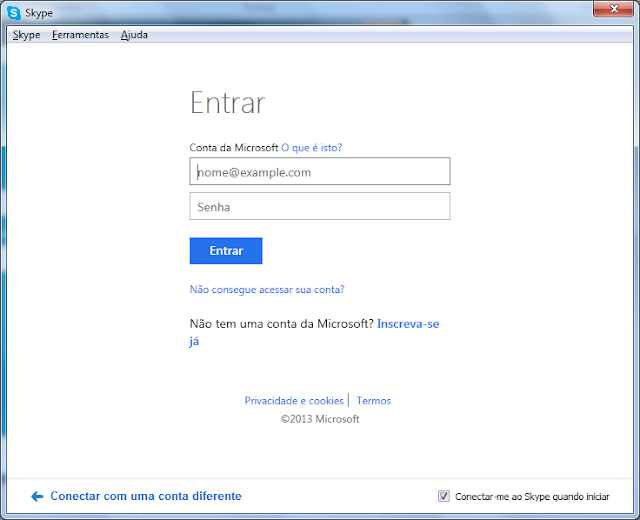 Skype
Skype Ferramentas Ajuda
Entrar
Conta da Microsoft O que é isto?
nome@example.com
Senha
Entrar
Não consegue acessar sua conta?
Não tem uma conta da Microsoft? Inscreva-se
já
Privacidade e cookies | Termos
©2013 Microsoft
Conectar com uma conta diferente
Conectar-me ao Skype quando iniciar